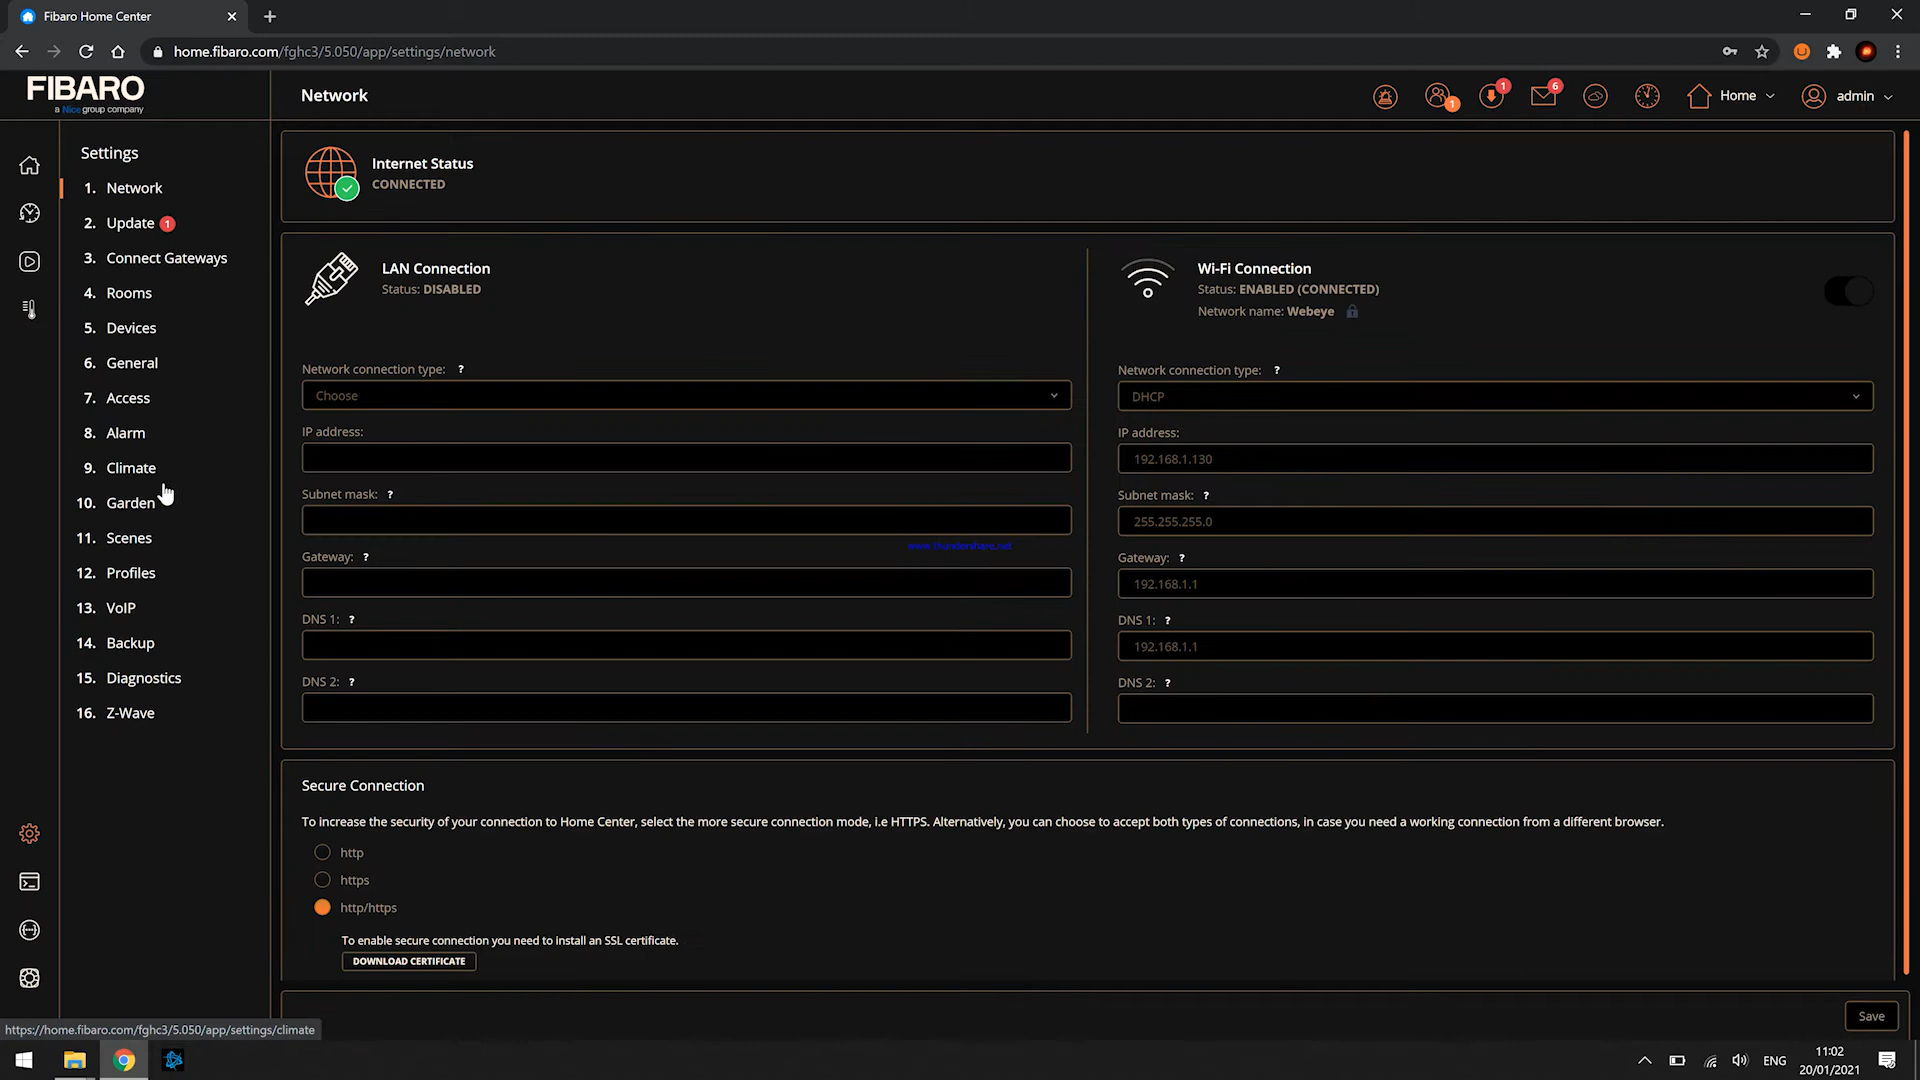 Fibaro Home Center
home.fibaro.com/fghc3/5.050/app/settings/network
FIBARO
a Nice group company
Network
1
1
6
Home
admin
Settings
1. Network
2. Update 1
3. Connect Gateways
4. Rooms
5. Devices
6. General
7. Access
8. Alarm
9. Climate
10. Garden
11. Scenes
12. Profiles
13. VoIP
14. Backup
15. Diagnostics
16. Z-Wave
Internet Status
CONNECTED
LAN Connection
Status: DISABLED
Network connection type: ?
Choose
IP address:
Subnet mask: ?
Gateway: ?
DNS 1: ?
DNS 2: ?
Wi-Fi Connection
Status: ENABLED (CONNECTED)
Network name: Webeye
Network connection type: ?
DHCP
IP address:
192.168.1.130
Subnet mask: ?
255.255.255.0
Gateway: ?
192.168.1.1
DNS 1: ?
192.168.1.1
DNS 2: ?
www.thundershare.net
Secure Connection
To increase the security of your connection to Home Center, select the more secure connection mode, i.e HTTPS. Alternatively, you can choose to accept both types of connections, in case you need a working connection from a different browser.
http
https
http/https
To enable secure connection you need to install an SSL certificate.
DOWNLOAD CERTIFICATE
Save
https://home.fibaro.com/fghc3/5.050/app/settings/climate
ENG
11:02
20/01/2021